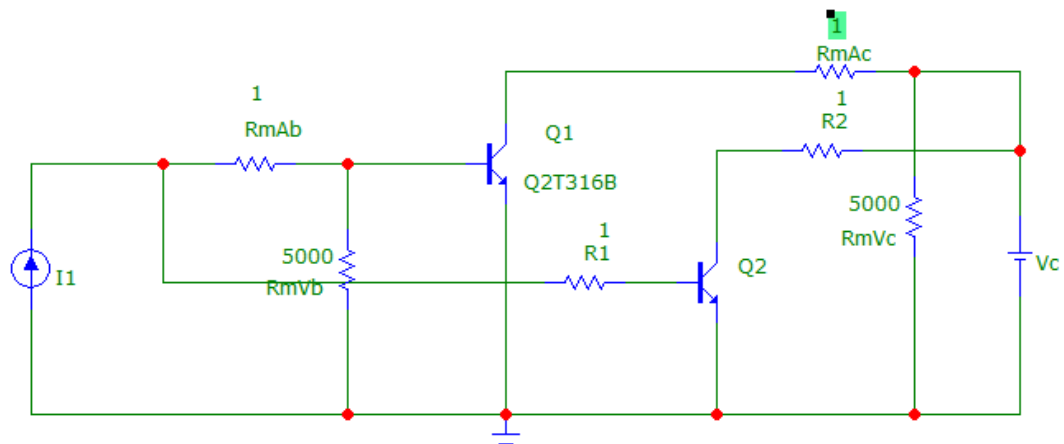 1
RmAc
1
RmAb
1
R2
Q1
Q2T316B
5000
RmVb
I1
1
R1
Q2
5000
RmVc
Vc